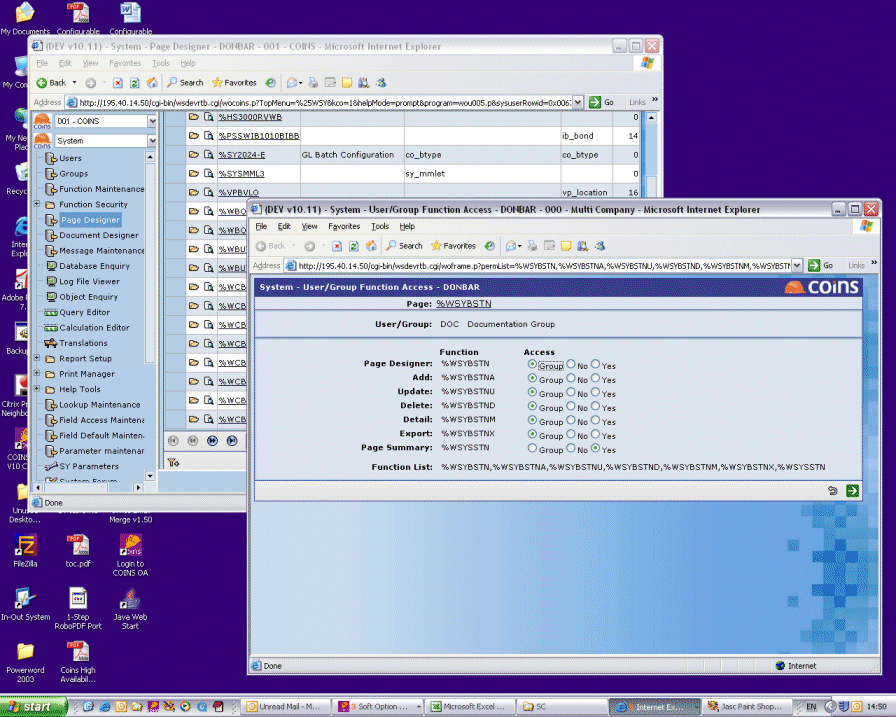 My Documents
Configurable
Configurable
(DEV v10.11) - System - Page Designer - DONBAR - 001 - COINS - Microsoft Internet Explorer
File Edit View Favorites Tools Help
Back Search Favorites
Address http://195.40.14.50/cgi-bin/wsdevrtb.cgi/wocoins.p?TopMenu=%25WSY&co=1&helpMode=prompt&program=wou005.p&sysuserRowid=0x0067 Go Links
001 - COINS
System
Users
Groups
Function Maintenance
Function Security
Page Designer
Document Designer
Message Maintenance
Database Enquiry
Log File Viewer
Object Enquiry
Query Editor
Calculation Editor
Translations
Report Setup
Print Manager
Help Tools
Lookup Maintenance
Field Access Maintena
Field Default Mainten.
Parameter maintenar
SY Parameters
System Forum
%HS3000RVWB 0
%PSSWIB1010BIBB ib_bond 14
%SY2024-E GL Batch Configuration co_btype co_btype 0
%SYSMML3 sy_mmlet 0
%VPBVLO vp_location 16
%WBO
%WBO
%WBU
%WBU
%WCB
%WCB
%WCB
%WCB
%WCB
%WCB
%WCB
Done
(DEV v10.11) - System - User/Group Function Access - DONBAR - 000 - Multi Company - Microsoft Internet Explorer
File Edit View Favorites Tools Help
Back Search Favorites
Address http://195.40.14.50/cgi-bin/wsdevrtb.cgi/woframe.p?permList=%WSYBSTN,%WSYBSTNA,%WSYBSTNU,%WSYBSTND,%WSYBSTNM,%WSYBSTN Go Links
System - User/Group Function Access - DONBAR
coins
Page: %WSYBSTN
User/Group: DOC Documentation Group
Function Access
Page Designer: %WSYBSTN Group No Yes
Add: %WSYBSTNA Group No Yes
Update: %WSYBSTNU Group No Yes
Delete: %WSYBSTND Group No Yes
Detail: %WSYBSTNM Group No Yes
Export: %WSYBSTNX Group No Yes
Page Summary: %WSYSSTN Group No Yes
Function List: %WSYBSTN,%WSYBSTNA,%WSYBSTNU,%WSYBSTND,%WSYBSTNM,%WSYBSTNX,%WSYSSTN
Done Internet
My Con
My Ne
Plac
Recyc
Inte
Expl
Adobe
7.
Backu
Citrix Pr
Neighbo
COINS
V10 C
Unus
Deskto...
Merge v1.50
FileZilla
toc.pdf
Login to
COINS OA
In-Out System
1-Step
RoboPDF Port
Java Web
Start
Powerword
2003
Coins High
Availabil...
start
Unread Mail - M...
3 Soft Option ...
Microsoft Excel ...
SC
Internet Ex...
Jasc Paint Shop...
EN
14:50